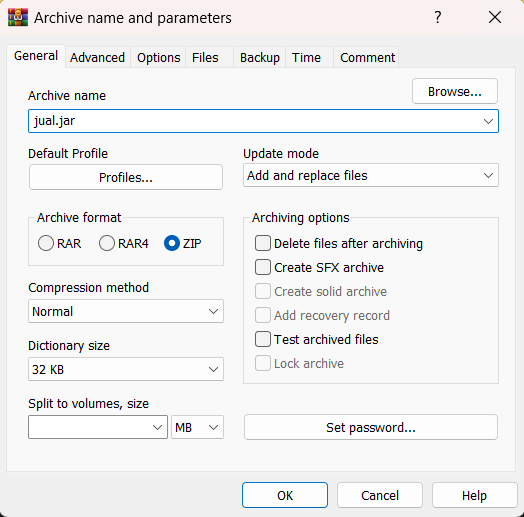 Archive name and parameters
?
General Advanced Options Files Backup Time Comment
Archive name
Browse...
jual.jar
Default Profile
Profiles...
Update mode
Add and replace files
Archive format
RAR RAR4 ZIP
Compression method
Normal
Dictionary size
32 KB
Split to volumes, size
MB
Archiving options
Delete files after archiving
Create SFX archive
Create solid archive
Add recovery record
Test archived files
Lock archive
Set password...
OK Cancel Help